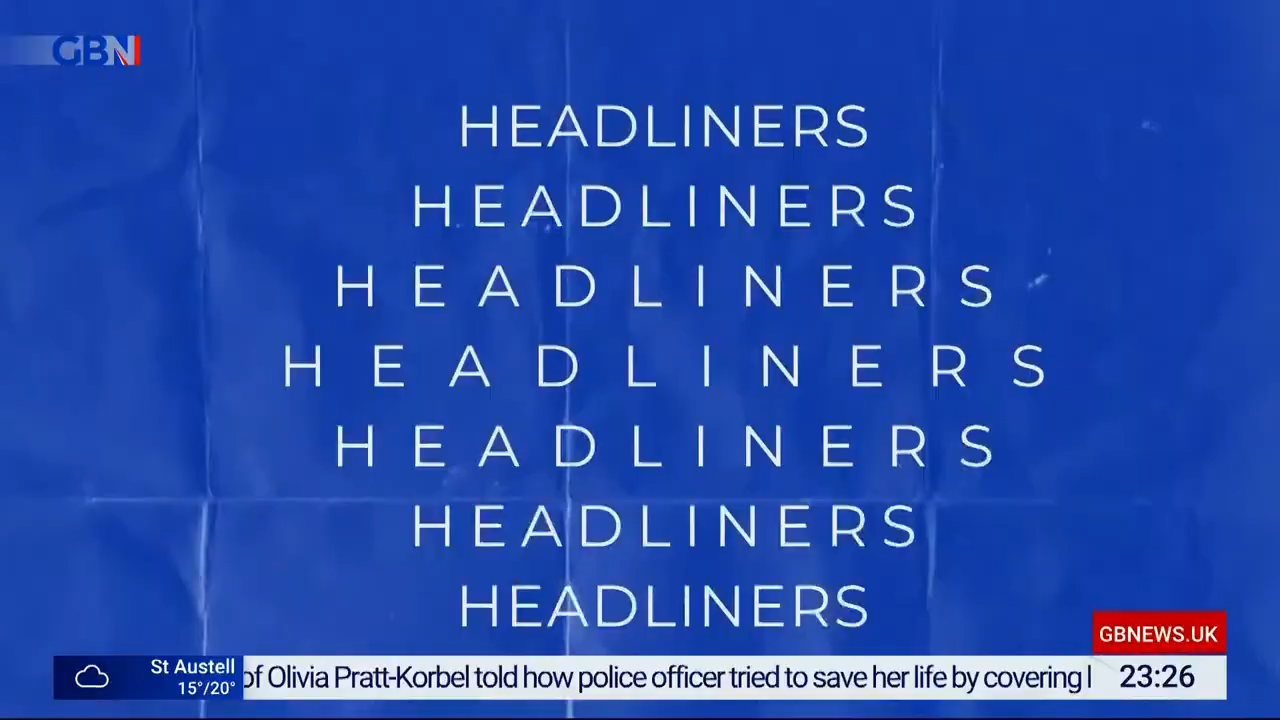 GBN
HEADLINERS
HEADLINERS
HEADLINERS
HEADLINERS
HEADLINERS
HEADLINERS
HEADLINERS
GBNEWS.UK
St Austell
15°/20°
of Olivia Pratt-Korbel told how police officer tried to save her life by covering
23:26